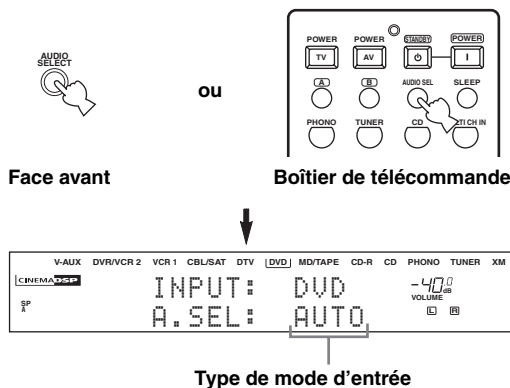 AUDIO
SELECT
ou
POWER POWER STANDBY POWER
TV AV I
A B AUDIO SEL SLEEP
PHONO TUNER CD LTI CH IN
Face avant
Boîtier de télécommande
V-AUX DVR/VCR 2 VCR 1 CBL/SAT DTV DVD MD/TAPE CD-R CD PHONO TUNER XM
CINEMA DSP
INPUT: DVD
-40.0 dB
VOLUME
SP
A
L R
A.SEL: AUTO
Type de mode d'entrée